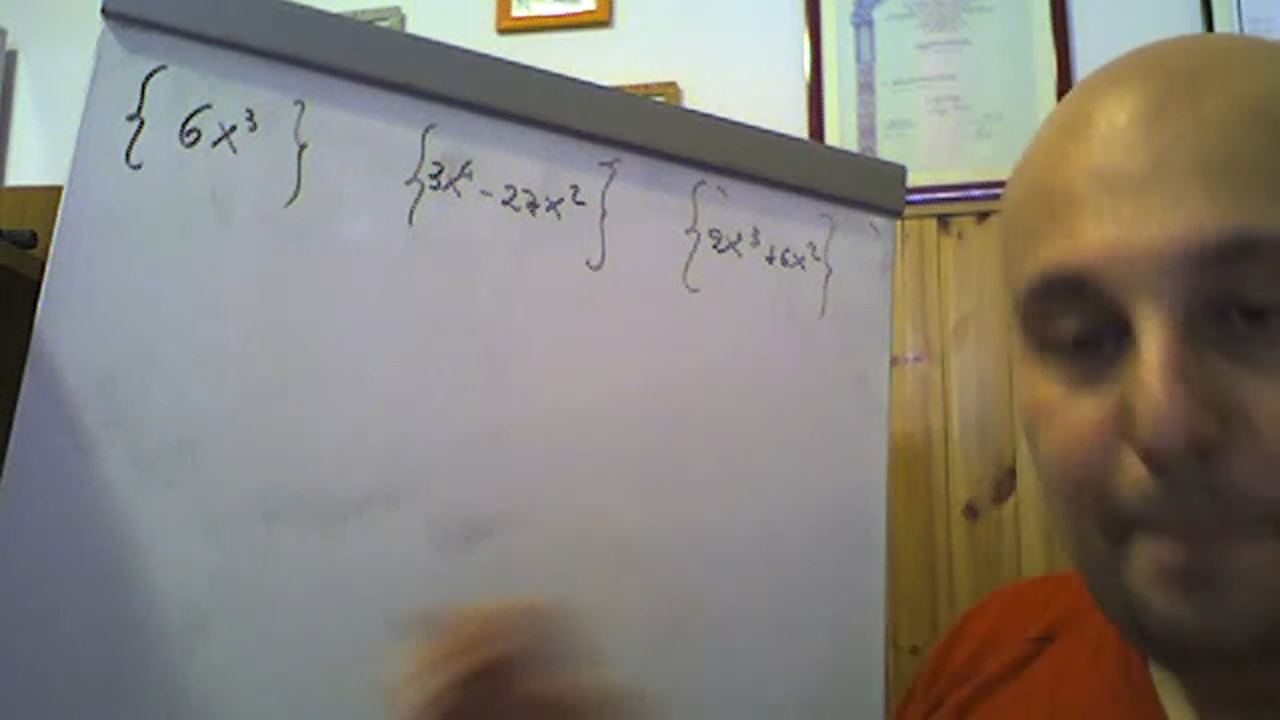 { 6x³ } {3x⁴ - 27x²} {2x³+6x²}